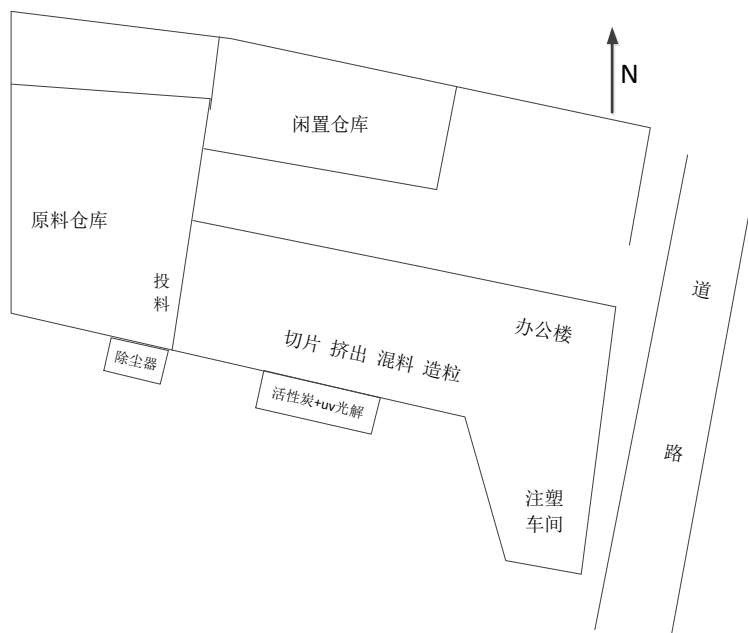 N
闲置仓库
原料仓库
投
料
道
路
办公楼
切片 挤出 混料 造粒
除尘器
活性炭+uv光解
注塑
车间